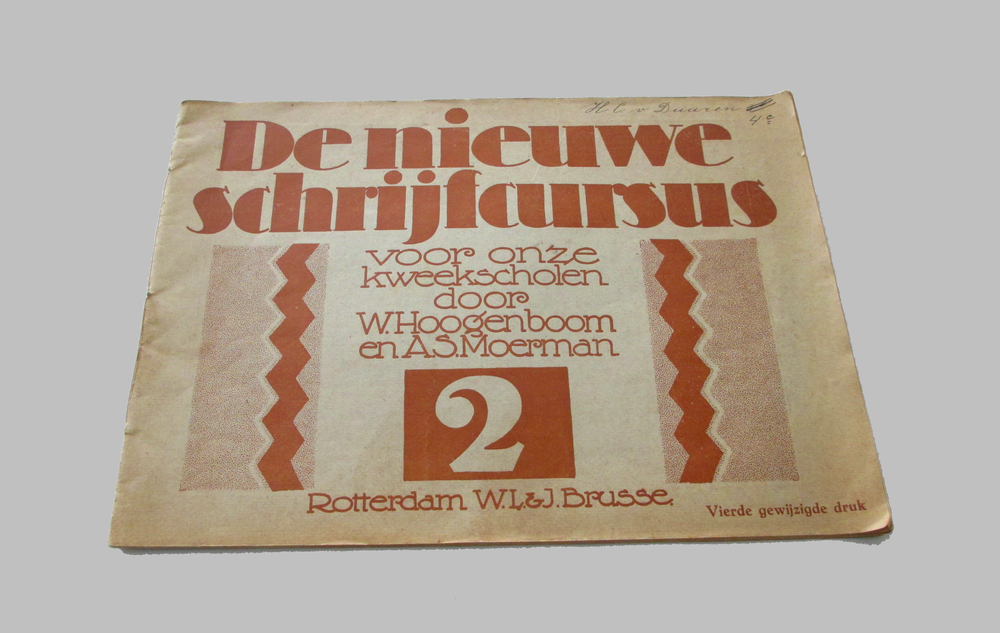 H C v Duuren
4e
De nieuwe
schrijfcursus
voor onze
kweekscholen
door
W. Hoogenboom
en A.S. Moerman
2
Rotterdam W.L. & J. Brusse.
Vierde gewijzigde druk